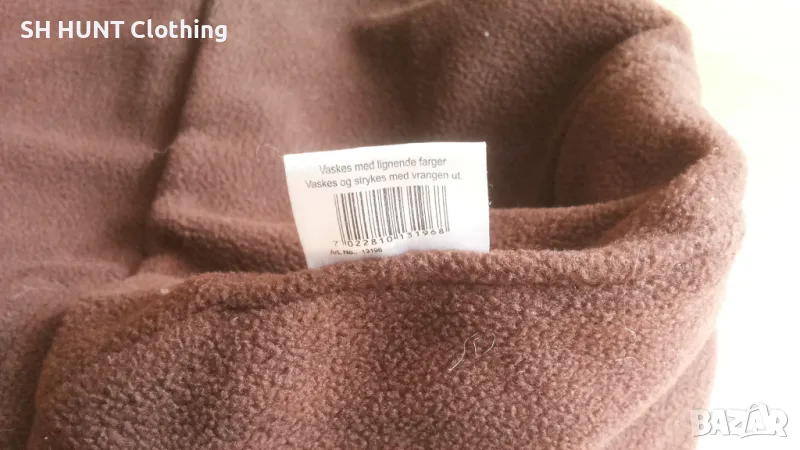 SH HUNT Clothing
Vaskes med lignende farger
Vaskes og strykes med vrangen ut.
7 022810 131968
Art. No.: 13196
BAZAR